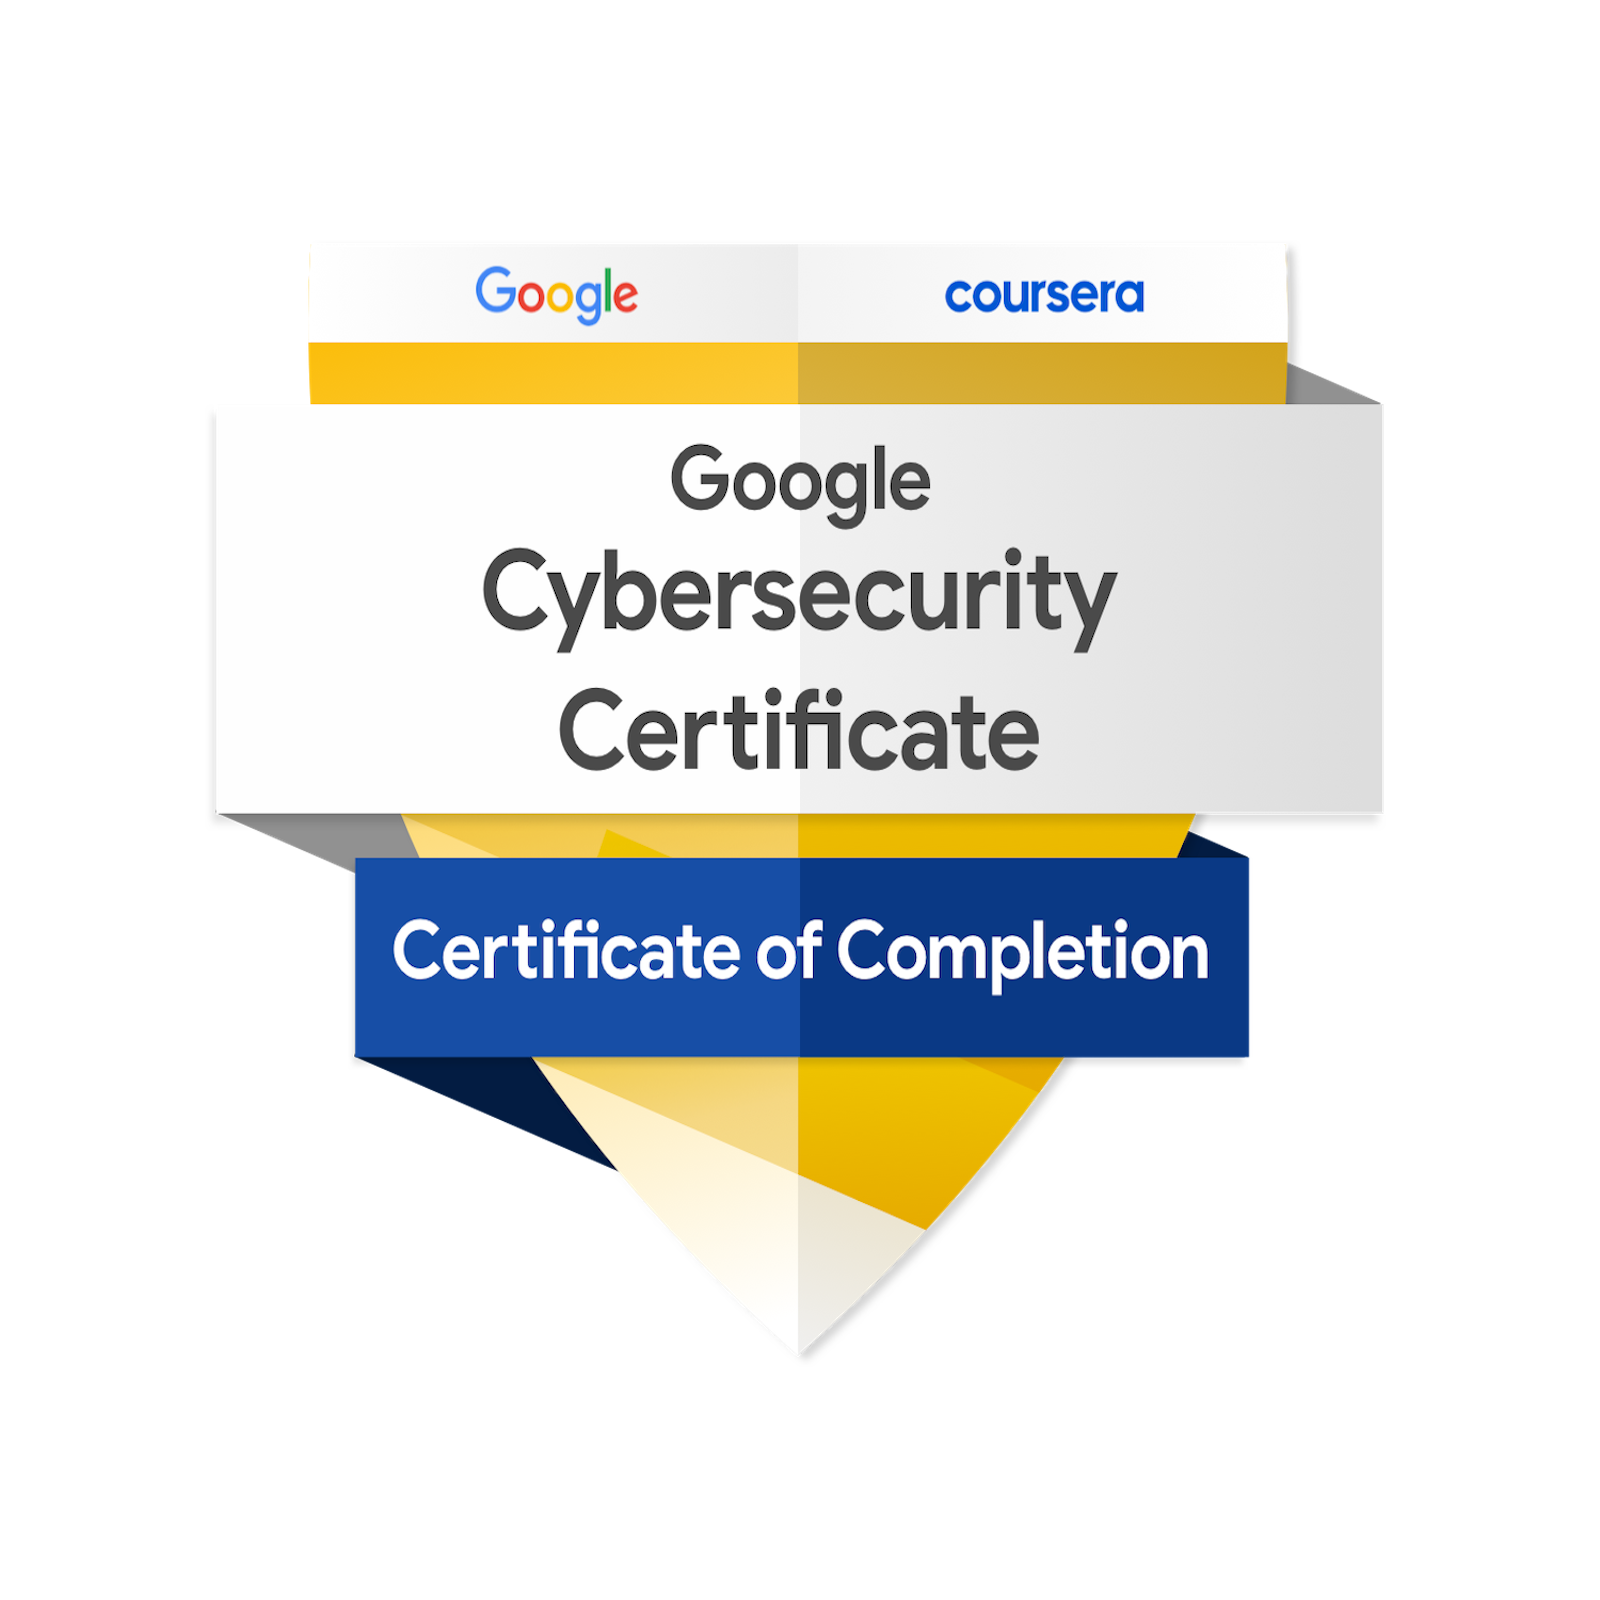 Google coursera
Google
Cybersecurity
Certificate
Certificate of Completion